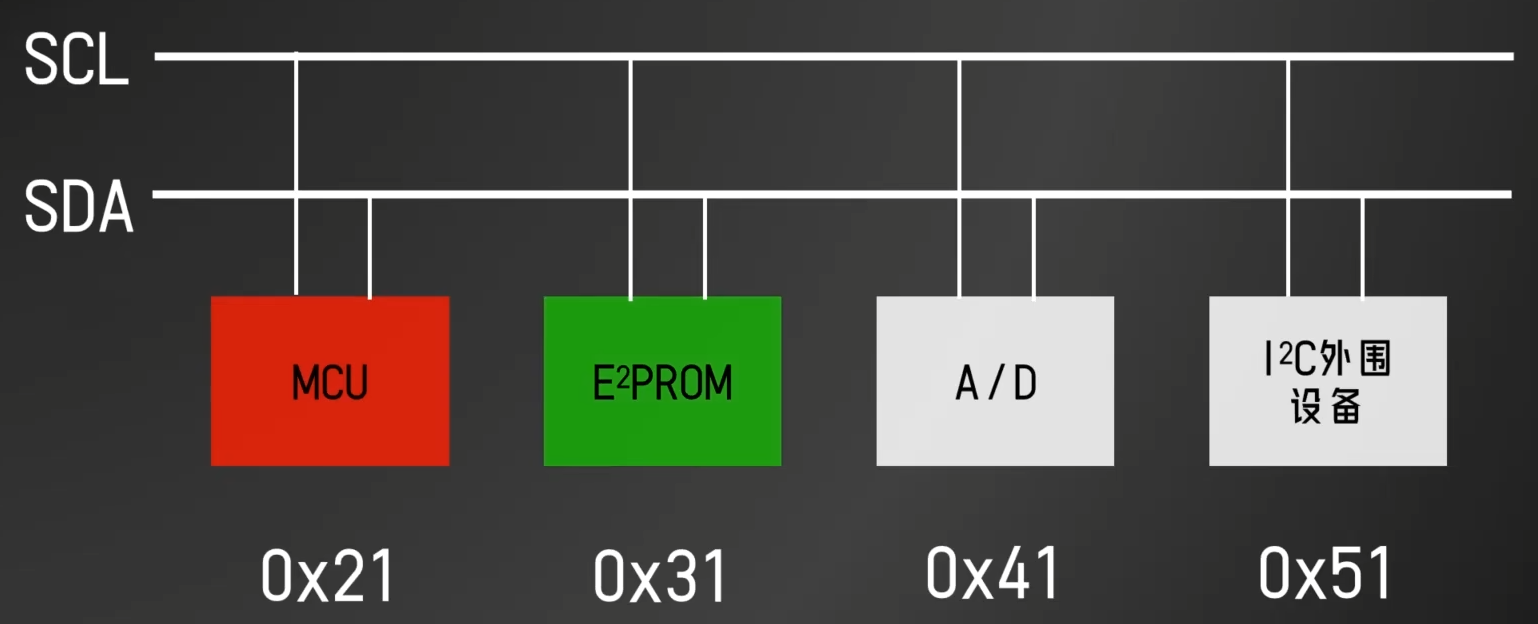 SCL
SDA
MCU
E²PROM
A/D
I²C外围
设备
0x21
0x31
0x41
0x51